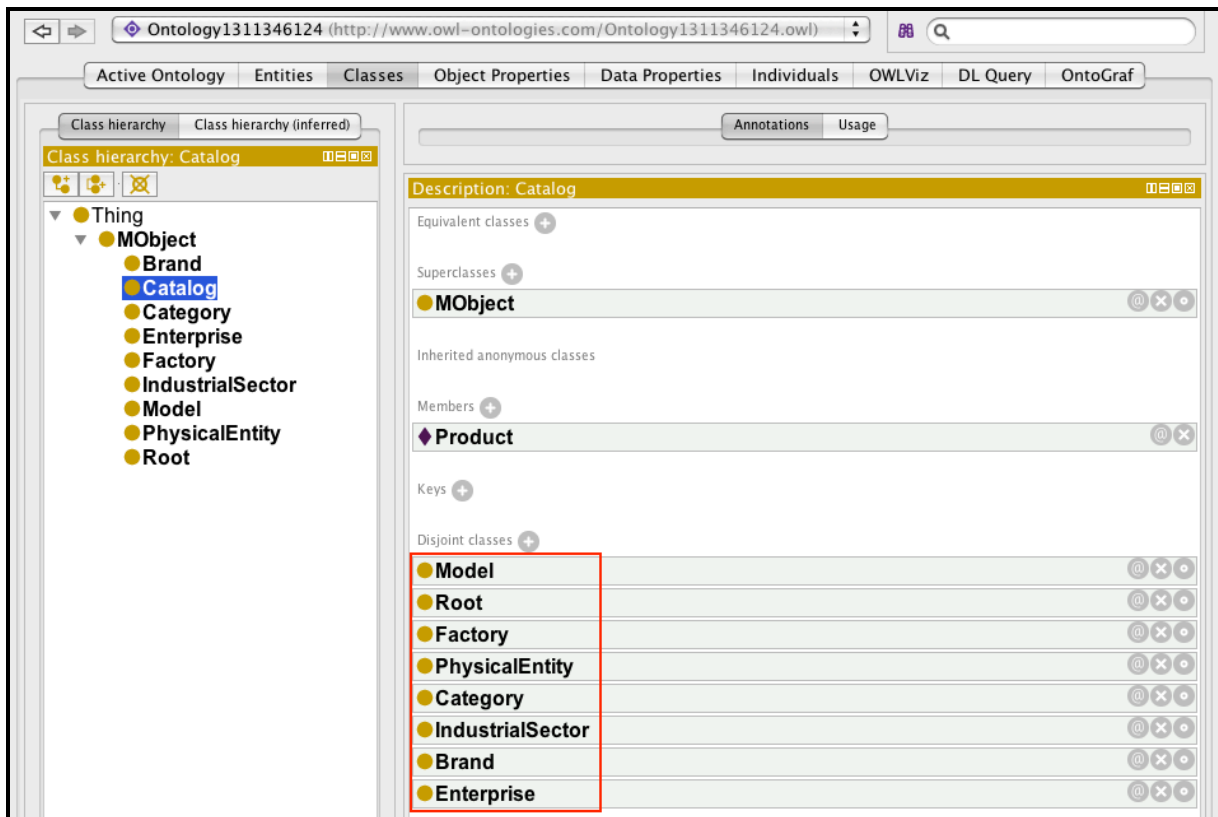 Ontology1311346124 (http://www.owl-ontologies.com/Ontology1311346124.owl)
Active Ontology Entities Classes Object Properties Data Properties Individuals OWLViz DL Query OntoGraf
Class hierarchy Class hierarchy (inferred)
Class hierarchy: Catalog
Thing
MObject
Brand
Catalog
Category
Enterprise
Factory
IndustrialSector
Model
PhysicalEntity
Root
Annotations Usage
Description: Catalog
Equivalent classes
Superclasses
MObject
Inherited anonymous classes
Members
Product
Keys
Disjoint classes
Model
Root
Factory
PhysicalEntity
Category
IndustrialSector
Brand
Enterprise